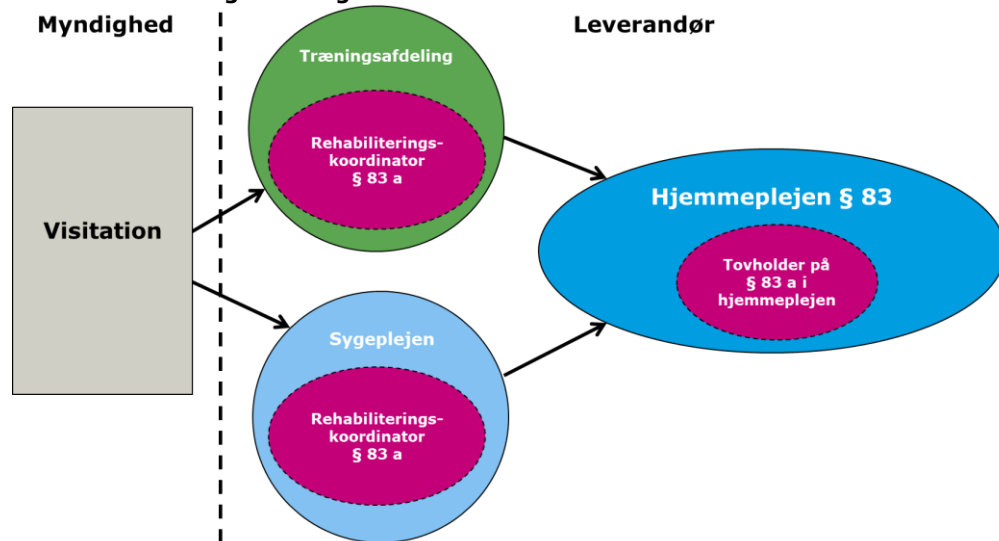 Myndighed
Leverandør
Træningsafdeling
Rehabiliterings-
koordinator
§ 83 a
Visitation
Hjemmeplejen § 83
Tovholder på
§ 83 a i
hjemmeplejen
Sygeplejen
Rehabiliterings-
koordinator
§ 83 a